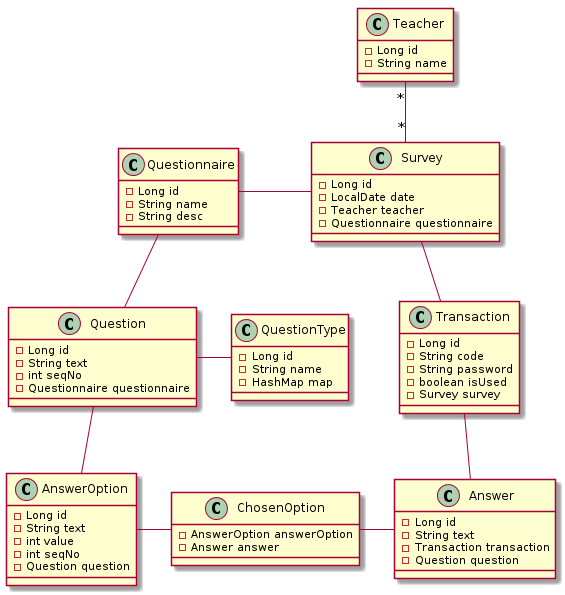 C Teacher
Long id
String name
*
*
C Questionnaire
Long id
String name
String desc
C Survey
Long id
LocalDate date
Teacher teacher
Questionnaire questionnaire
C Question
Long id
String text
int seqNo
Questionnaire questionnaire
C QuestionType
Long id
String name
HashMap map
C Transaction
Long id
String code
String password
boolean isUsed
Survey survey
C AnswerOption
Long id
String text
int value
int seqNo
Question question
C ChosenOption
AnswerOption answerOption
Answer answer
C Answer
Long id
String text
Transaction transaction
Question question